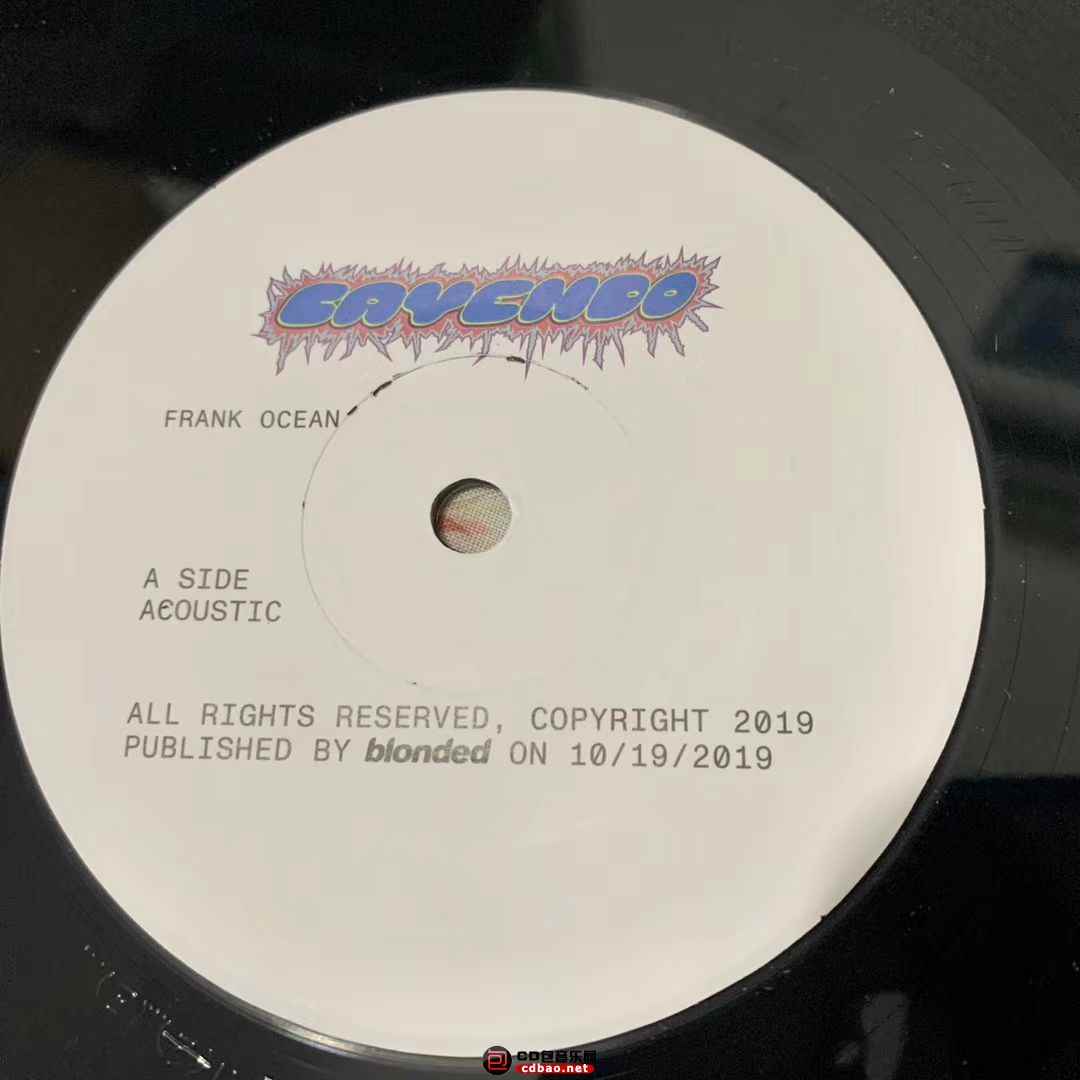 CAYENDO
FRANK OCEAN
A SIDE
A€OUSTIC
ALL RIGHTS RESERVED, COPYRIGHT 2019
PUBLISHED BY blonded ON 10/19/2019
CD包音乐网
cdbao.net